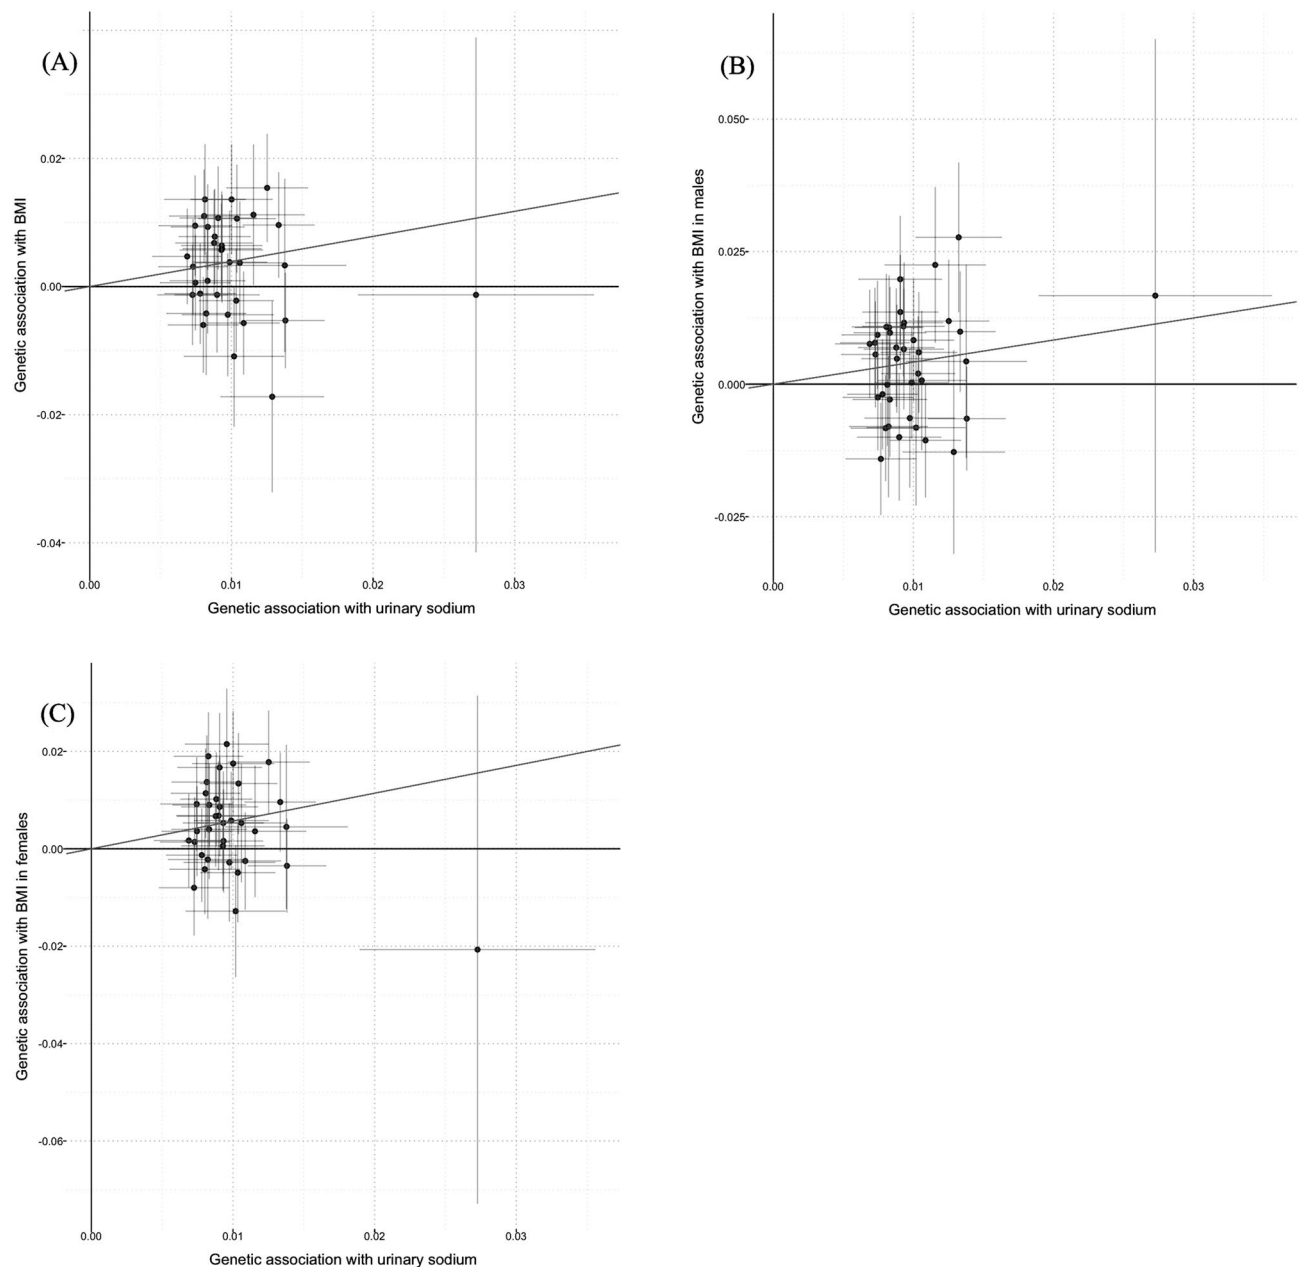 (A)
0.02
0.00
-0.02
-0.04
Genetic association with BMI
0.00 0.01 0.02 0.03
Genetic association with urinary sodium
(B)
0.050
0.025
0.000
-0.025
Genetic association with BMI in males
0.00 0.01 0.02 0.03
Genetic association with urinary sodium
(C)
0.02
0.00
-0.02
-0.04
-0.06
Genetic association with BMI in females
0.00 0.01 0.02 0.03
Genetic association with urinary sodium